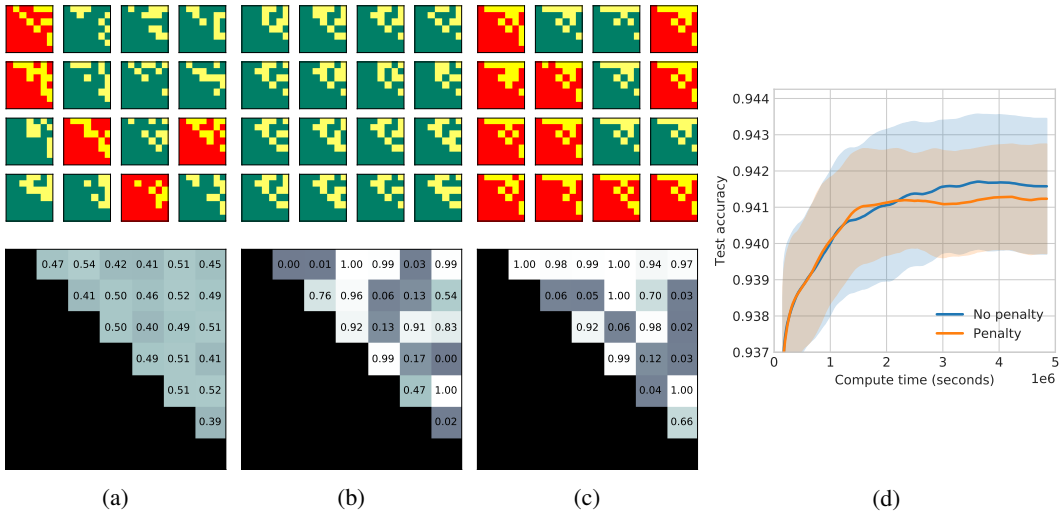 0.47 0.54 0.42 0.41 0.51 0.45
0.41 0.50 0.46 0.52 0.49
0.50 0.40 0.49 0.51
0.49 0.51 0.41
0.51 0.52
0.39
(a)
0.00 0.01 1.00 0.99 0.03 0.99
0.76 0.96 0.06 0.13 0.54
0.92 0.13 0.91 0.83
0.99 0.17 0.00
0.47 1.00
0.02
(b)
1.00 0.98 0.99 1.00 0.94 0.97
0.06 0.05 1.00 0.70 0.03
0.92 0.06 0.98 0.02
0.99 0.12 0.03
0.04 1.00
0.66
(c)
Test accuracy
0.944
0.943
0.942
0.941
0.940
0.939
0.938
0.937
No penalty
Penalty
0 1 2 3 4 5
Compute time (seconds) 1e6
(d)